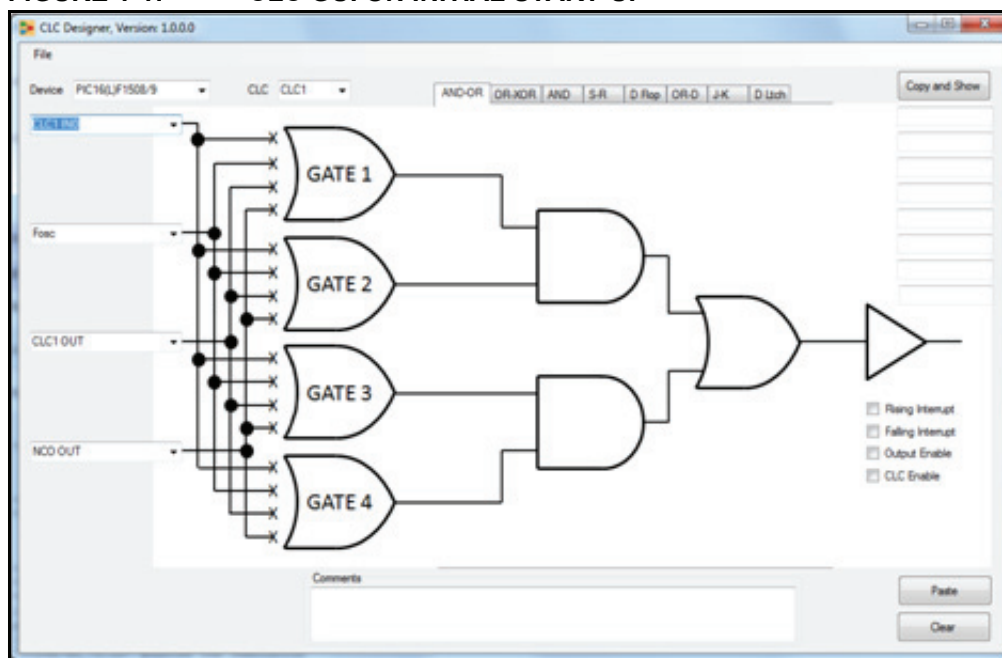 CLC Designer, Version: 1.0.0.0
File
Device PIC16(L)F1508/9 CLC CLC1
AND-OR OR-XOR AND S-R D Flop OR-D J-K D Ltch
Copy and Show
CLC1 IN0
GATE 1
Fosc
GATE 2
CLC1 OUT
GATE 3
Rising Interrupt
Falling Interrupt
Output Enable
CLC Enable
NCO OUT
GATE 4
Comments
Paste
Clear